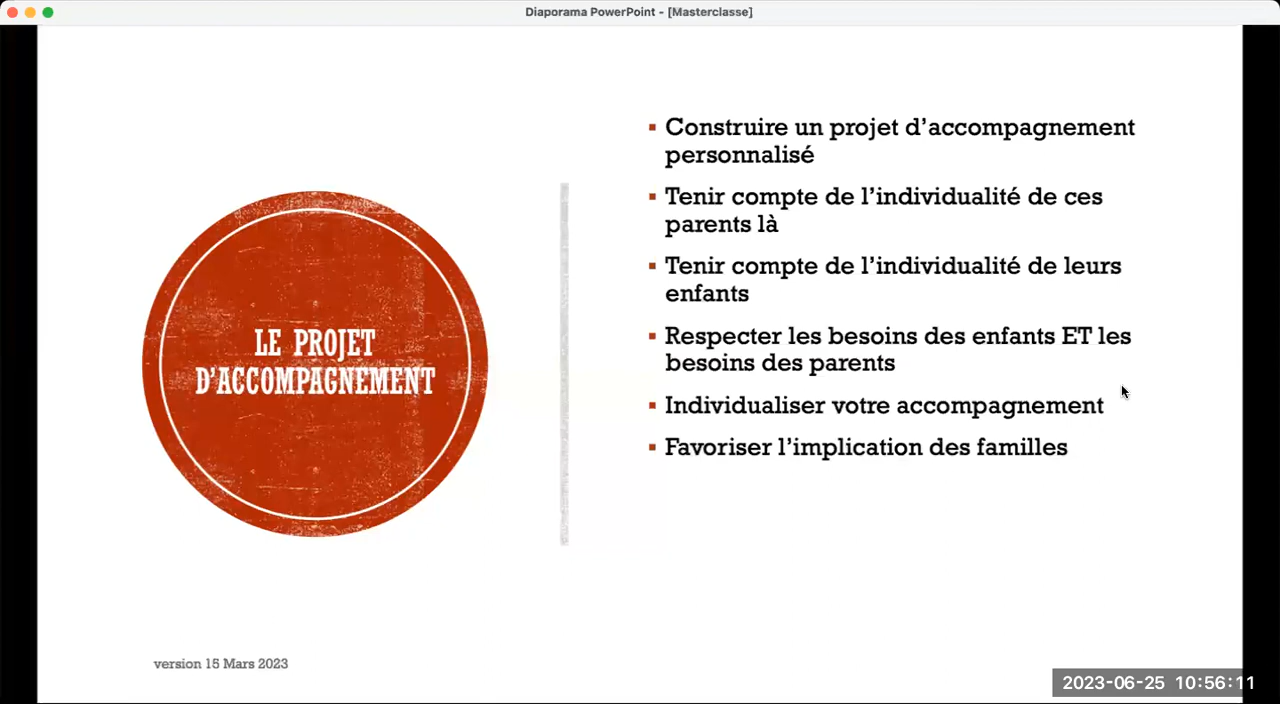 Diaporama PowerPoint - [Masterclasse]
LE PROJET
D’ACCOMPAGNEMENT
▪ Construire un projet d’accompagnement
personnalisé
▪ Tenir compte de l’individualité de ces
parents là
▪ Tenir compte de l’individualité de leurs
enfants
▪ Respecter les besoins des enfants ET les
besoins des parents
▪ Individualiser votre accompagnement
▪ Favoriser l’implication des familles
version 15 Mars 2023
2023-06-25 10:56:11